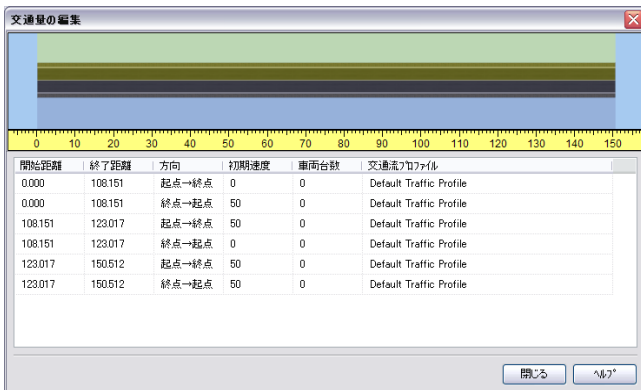 交通量の編集
0 10 20 30 40 50 60 70 80 90 100 110 120 130 140 150
開始距離 終了距離 方向 初期速度 車両台数 交通流プロファイル
0.000 108.151 起点→終点 0 0 Default Traffic Profile
0.000 108.151 終点→起点 50 0 Default Traffic Profile
108.151 123.017 起点→終点 50 0 Default Traffic Profile
108.151 123.017 終点→起点 0 0 Default Traffic Profile
123.017 150.512 起点→終点 50 0 Default Traffic Profile
123.017 150.512 終点→起点 50 0 Default Traffic Profile
閉じる ヘルプ